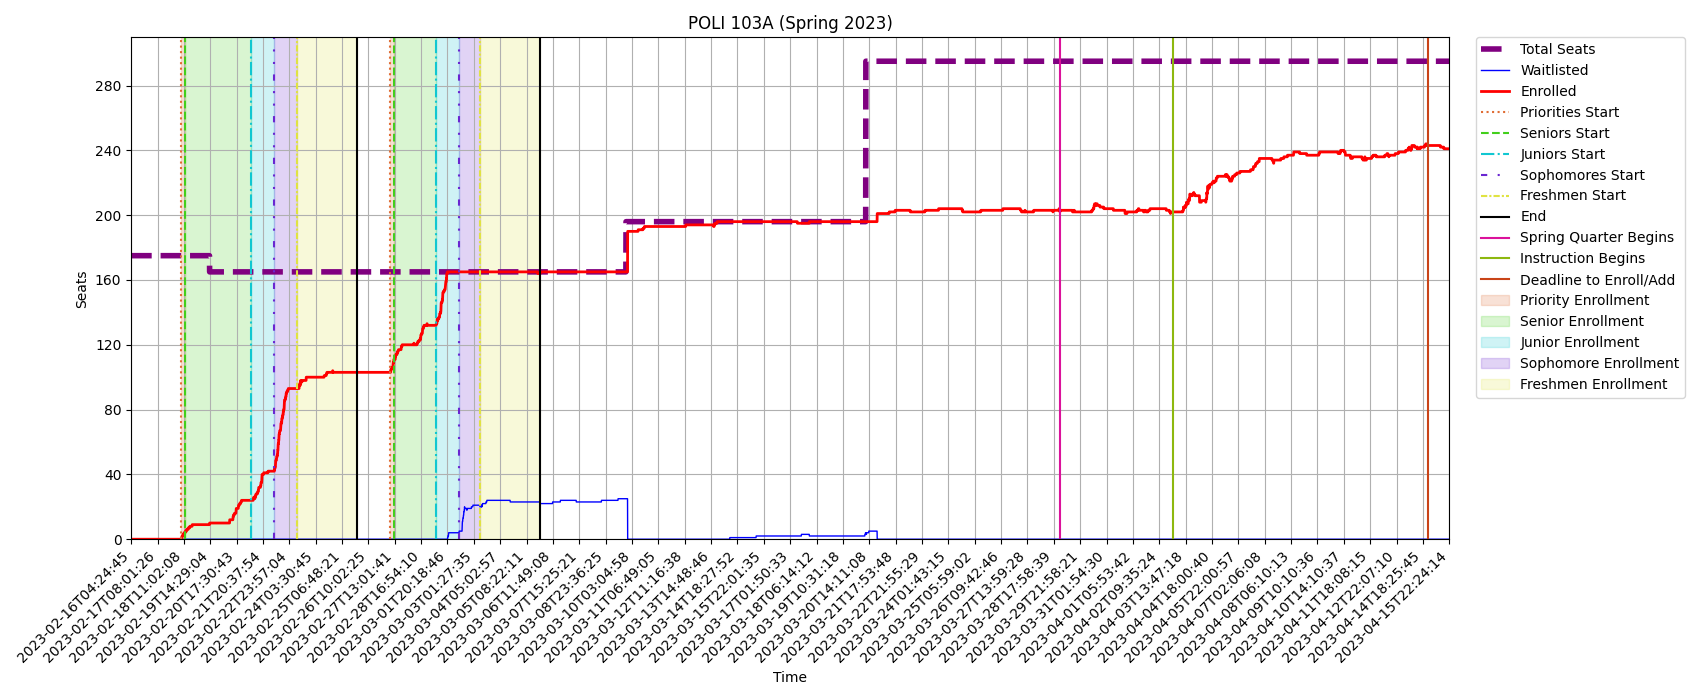 POLI 103A (Spring 2023)
Seats
280
240
200
160
120
80
40
0
2023-02-16T04:24:45
2023-02-17T08:01:26
2023-02-18T11:02:08
2023-02-19T14:29:04
2023-02-20T17:30:43
2023-02-21T20:37:54
2023-02-22T23:57:04
2023-02-24T03:30:45
2023-02-25T06:48:21
2023-02-26T10:02:25
2023-02-27T13:01:41
2023-02-28T16:54:10
2023-03-01T20:18:46
2023-03-03T01:27:35
2023-03-04T05:02:57
2023-03-05T08:22:11
2023-03-06T11:49:08
2023-03-07T15:25:21
2023-03-08T23:36:25
2023-03-10T03:04:58
2023-03-11T06:49:05
2023-03-12T11:16:38
2023-03-13T14:48:46
2023-03-14T18:27:52
2023-03-15T22:01:35
2023-03-17T01:50:33
2023-03-18T06:14:12
2023-03-19T10:31:18
2023-03-20T14:11:08
2023-03-21T17:53:48
2023-03-22T21:55:29
2023-03-24T01:43:15
2023-03-25T05:59:02
2023-03-26T09:42:46
2023-03-27T13:59:28
2023-03-28T17:58:39
2023-03-29T21:58:21
2023-03-31T01:54:30
2023-04-01T05:53:42
2023-04-02T09:35:24
2023-04-03T13:47:18
2023-04-04T18:00:40
2023-04-05T22:00:57
2023-04-07T02:06:08
2023-04-08T06:10:13
2023-04-09T10:10:36
2023-04-10T14:10:37
2023-04-11T18:08:15
2023-04-12T22:07:10
2023-04-14T18:25:45
2023-04-15T22:24:14
Time
Total Seats
Waitlisted
Enrolled
Priorities Start
Seniors Start
Juniors Start
Sophomores Start
Freshmen Start
End
Spring Quarter Begins
Instruction Begins
Deadline to Enroll/Add
Priority Enrollment
Senior Enrollment
Junior Enrollment
Sophomore Enrollment
Freshmen Enrollment